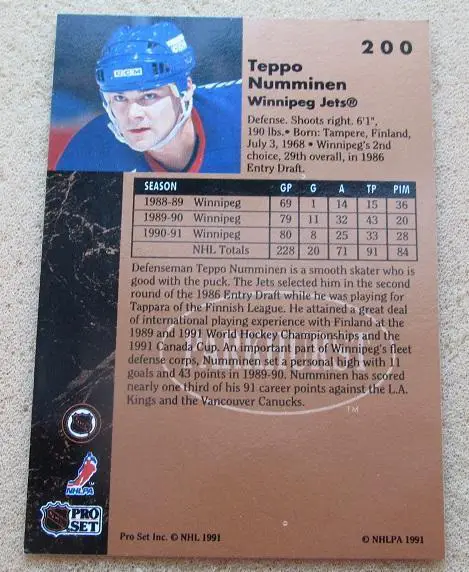 200
CCM
Teppo
Numminen
Winnipeg Jets®
Defense. Shoots right. 6'1",
190 lbs.• Born: Tampere, Finland,
July 3, 1968 • Winnipeg's 2nd
choice, 29th overall, in 1986
Entry Draft.
SEASON GP G A TP PIM
1988-89 Winnipeg 69 1 14 15 36
1989-90 Winnipeg 79 11 32 43 20
1990-91 Winnipeg 80 8 25 33 28
NHL Totals 228 20 71 91 84
Defenseman Teppo Numminen is a smooth skater who is
good with the puck. The Jets selected him in the second
round of the 1986 Entry Draft while he was playing for
Tappara of the Finnish League. He attained a great deal
of international playing experience with Finland at the
1989 and 1991 World Hockey Championships and the
1991 Canada Cup. An important part of Winnipeg's fleet
defense corps, Numminen set a personal high with 11
goals and 43 points in 1989-90. Numminen has scored
nearly one third of his 91 career points against the L.A.
Kings and the Vancouver Canucks.
TM
NHLPA
PRO
SET
Pro Set Inc. © NHL 1991
© NHLPA 1991